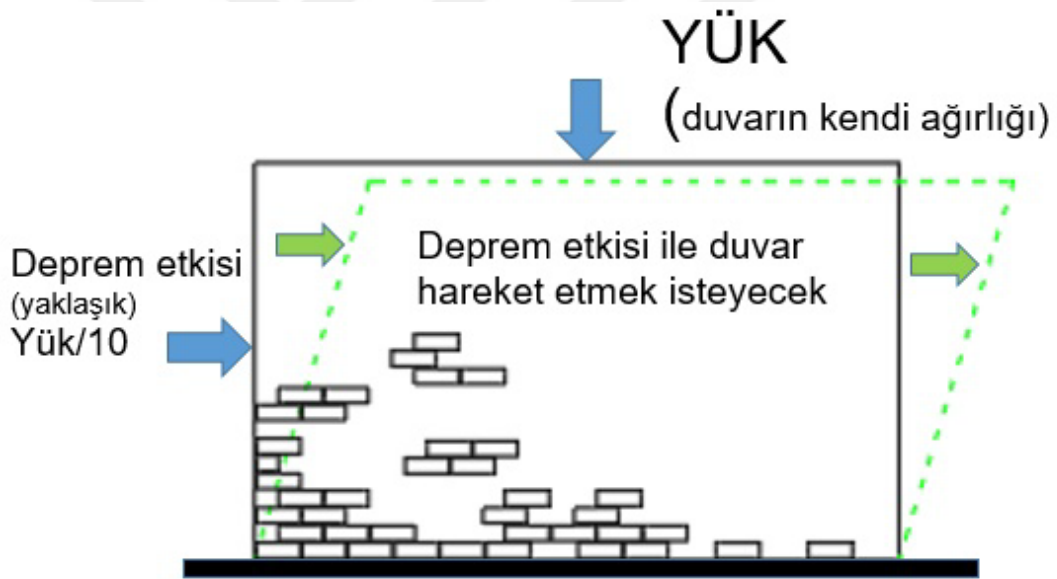 YÜK
(duvarın kendi ağırlığı)
Deprem etkisi
(yaklaşık)
Yük/10
Deprem etkisi ile duvar
hareket etmek isteyecek